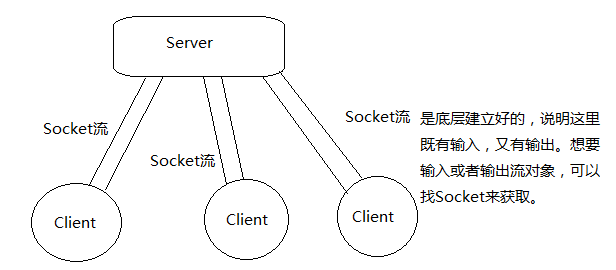 Server
Socket流
Socket流
Socket流
是底层建立好的，说明这里
既有输入，又有输出。想要
输入或者输出流对象，可以
找Socket来获取。
Client
Client
Client